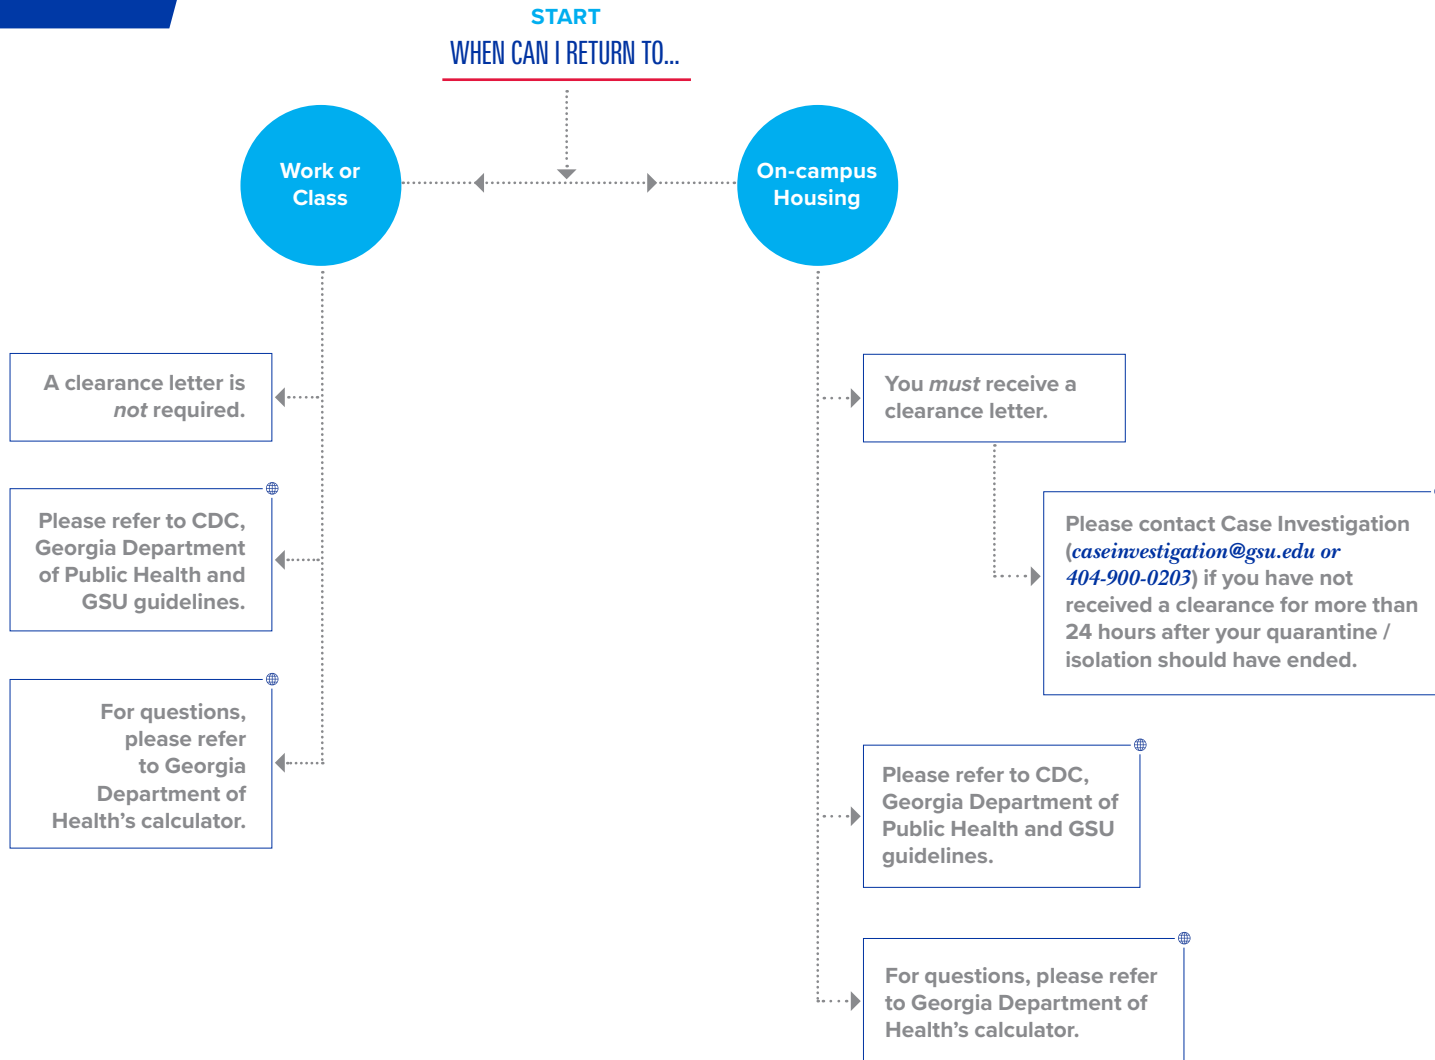 START
WHEN CAN I RETURN TO...
Work or
Class
On-campus
Housing
A clearance letter is
not required.
Please refer to CDC,
Georgia Department
of Public Health and
GSU guidelines.
For questions,
please refer
to Georgia
Department of
Health’s calculator.
You must receive a
clearance letter.
Please contact Case Investigation
(caseinvestigation@gsu.edu or
404-900-0203) if you have not
received a clearance for more than
24 hours after your quarantine /
isolation should have ended.
Please refer to CDC,
Georgia Department of
Public Health and GSU
guidelines.
For questions, please refer
to Georgia Department of
Health’s calculator.